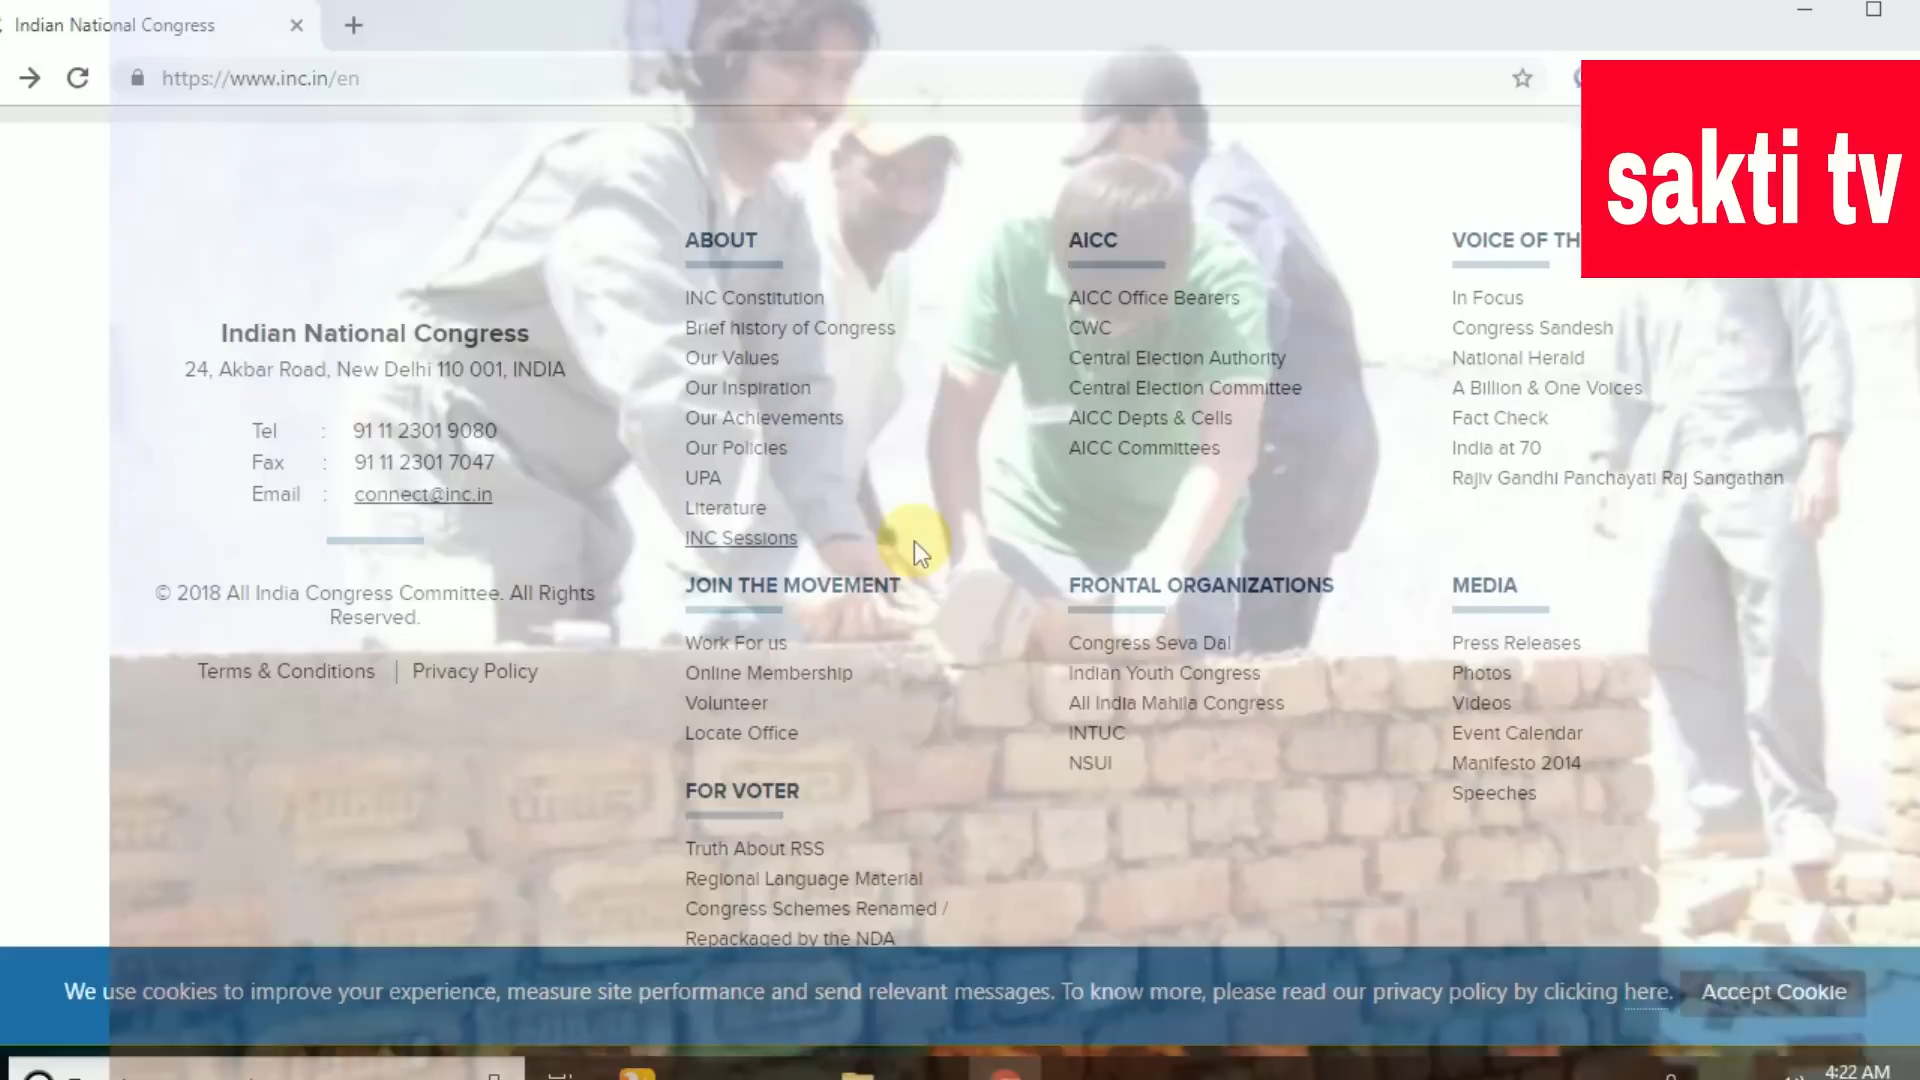 Indian National Congress
https://www.inc.in/en
sakti tv
Indian National Congress
24, Akbar Road, New Delhi 110 001, INDIA
Tel : 91 11 2301 9080
Fax : 91 11 2301 7047
Email : connect@inc.in
© 2018 All India Congress Committee. All Rights
Reserved.
Terms & Conditions | Privacy Policy
ABOUT
INC Constitution
Brief history of Congress
Our Values
Our Inspiration
Our Achievements
Our Policies
UPA
Literature
INC Sessions
AICC
AICC Office Bearers
CWC
Central Election Authority
Central Election Committee
AICC Depts & Cells
AICC Committees
VOICE OF TH
In Focus
Congress Sandesh
National Herald
A Billion & One Voices
Fact Check
India at 70
Rajiv Gandhi Panchayati Raj Sangathan
JOIN THE MOVEMENT
Work For us
Online Membership
Volunteer
Locate Office
FRONTAL ORGANIZATIONS
Congress Seva Dal
Indian Youth Congress
All India Mahila Congress
INTUC
NSUI
MEDIA
Press Releases
Photos
Videos
Event Calendar
Manifesto 2014
Speeches
FOR VOTER
Truth About RSS
Regional Language Material
Congress Schemes Renamed /
Repackaged by the NDA
We use cookies to improve your experience, measure site performance and send relevant messages. To know more, please read our privacy policy by clicking here.
Accept Cookie
4:22 AM